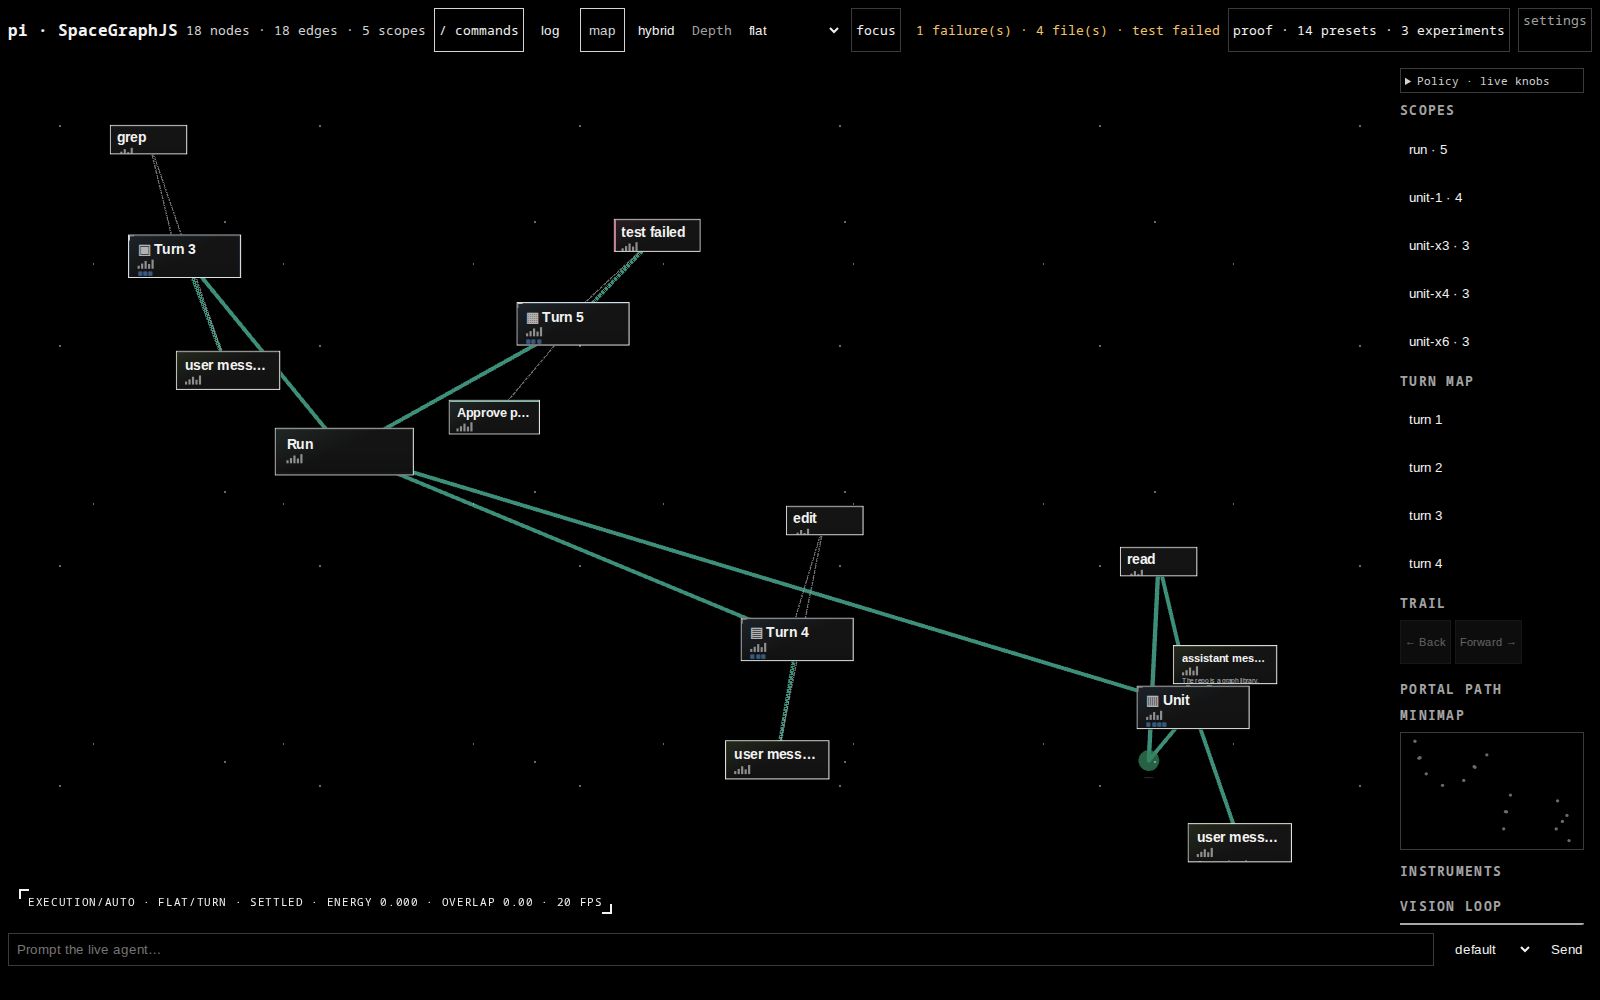 pi · SpaceGraphJS 18 nodes · 18 edges · 5 scopes / commands log map hybrid Depth flat focus 1 failure(s) · 4 file(s) · test failed proof · 14 presets · 3 experiments settings
▶ Policy · live knobs
SCOPES
run · 5
unit-1 · 4
unit-x3 · 3
unit-x4 · 3
unit-x6 · 3
TURN MAP
turn 1
turn 2
turn 3
turn 4
TRAIL
← Back Forward →
PORTAL PATH
MINIMAP
INSTRUMENTS
VISION LOOP
grep
Turn 3
user mess…
test failed
Turn 5
Approve p…
Run
edit
Turn 4
user mess…
read
assistant mes…
The repo is a graph library.
Unit
user mess…
EXECUTION/AUTO · FLAT/TURN · SETTLED · ENERGY 0.000 · OVERLAP 0.00 · 20 FPS
Prompt the live agent… default Send